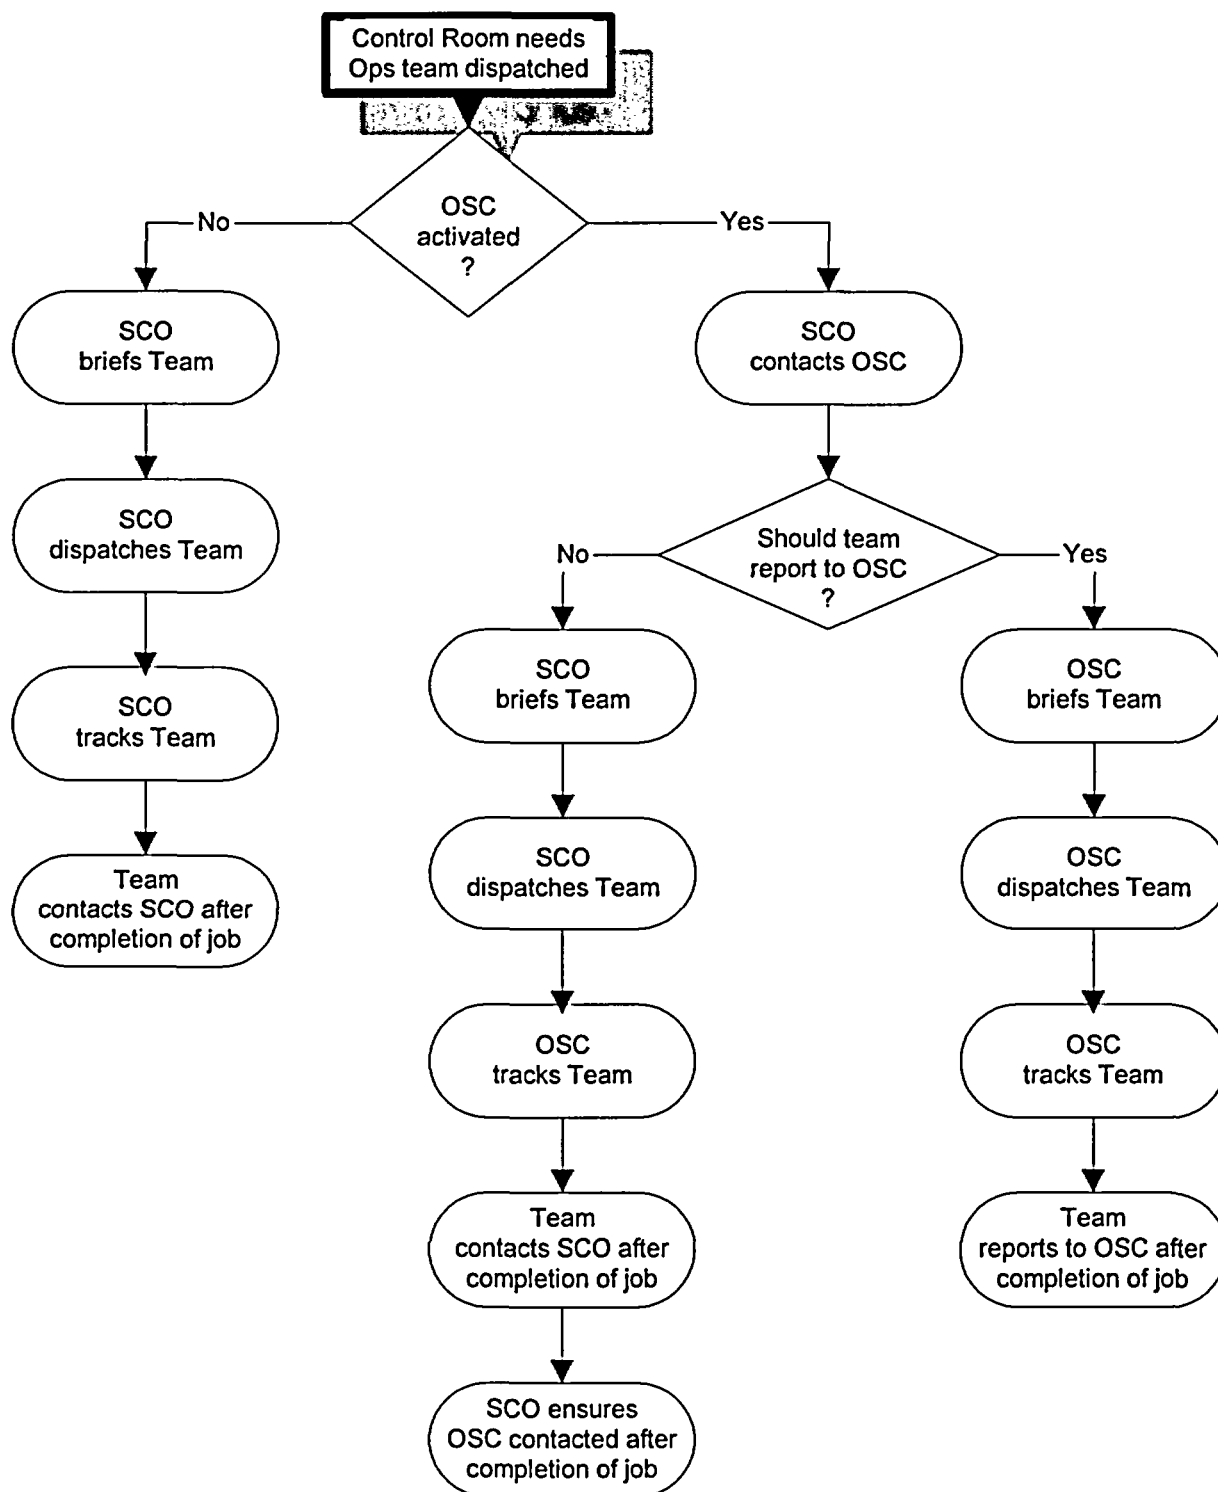 Control Room needs
Ops team dispatched
OSC
activated
?
No
Yes
SCO
briefs Team
SCO
dispatches Team
SCO
tracks Team
Team
contacts SCO after
completion of job
SCO
contacts OSC
Should team
report to OSC
?
No
Yes
SCO
briefs Team
SCO
dispatches Team
OSC
tracks Team
Team
contacts SCO after
completion of job
SCO ensures
OSC contacted after
completion of job
OSC
briefs Team
OSC
dispatches Team
OSC
tracks Team
Team
reports to OSC after
completion of job